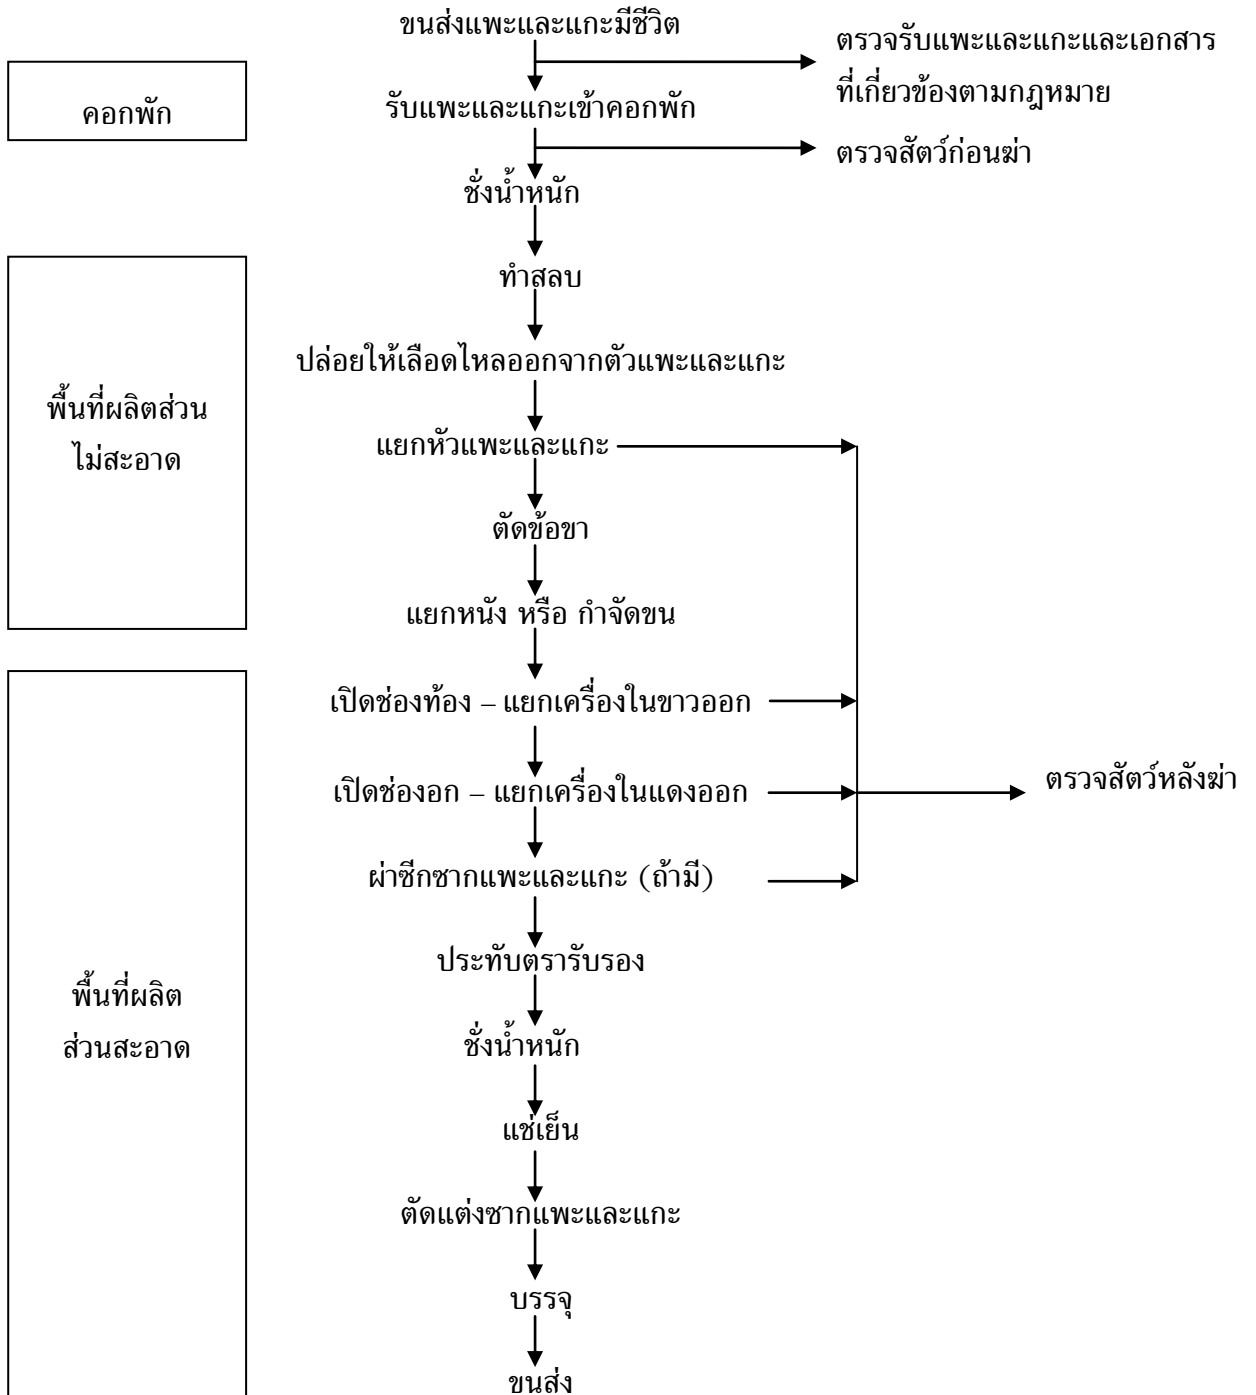 ขนส่งแพะและแกะมีชีวิต
ตรวจรับแพะและแกะและเอกสาร
ที่เกี่ยวข้องตามกฎหมาย
คอกพัก
รับแพะและแกะเข้าคอกพัก
ตรวจสัตว์ก่อนฆ่า
ชั่งน้ำหนัก
ทำสลบ
ปล่อยให้เลือดไหลออกจากตัวแพะและแกะ
พื้นที่ผลิตส่วน
ไม่สะอาด
แยกหัวแพะและแกะ
ตัดข้อขา
แยกหนัง หรือ กำจัดขน
เปิดช่องท้อง – แยกเครื่องในขาวออก
เปิดช่องอก – แยกเครื่องในแดงออก
ตรวจสัตว์หลังฆ่า
ผ่าซีกซากแพะและแกะ (ถ้ามี)
ประทับตรารับรอง
พื้นที่ผลิต
ส่วนสะอาด
ชั่งน้ำหนัก
แช่เย็น
ตัดแต่งซากแพะและแกะ
บรรจุ
ขนส่ง